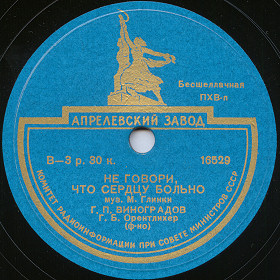 Бесшеллачная
ПХВ-п
АПРЕЛЕВСКИЙ ЗАВОД
В—3 р. 30 к.
16529
НЕ ГОВОРИ,
ЧТО СЕРДЦУ БОЛЬНО
муз. М. Глинки
Г. П. ВИНОГРАДОВ
Г. Б. Орентлихер
(ф-но)
КОМИТЕТ РАДИОИНФОРМАЦИИ ПРИ СОВЕТЕ МИНИСТРОВ СССР